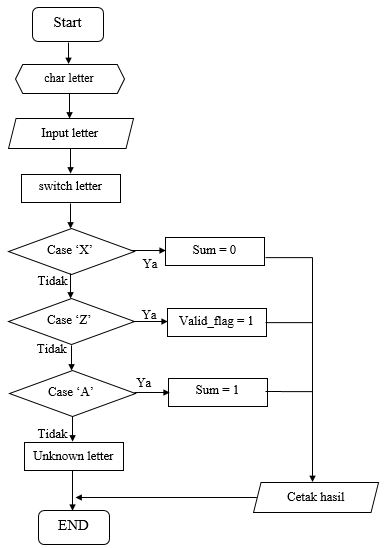 Start
char letter
Input letter
switch letter
Case ‘X’
Ya
Sum = 0
Tidak
Case ‘Z’
Ya
Valid_flag = 1
Tidak
Case ‘A’
Ya
Sum = 1
Tidak
Unknown letter
Cetak hasil
END